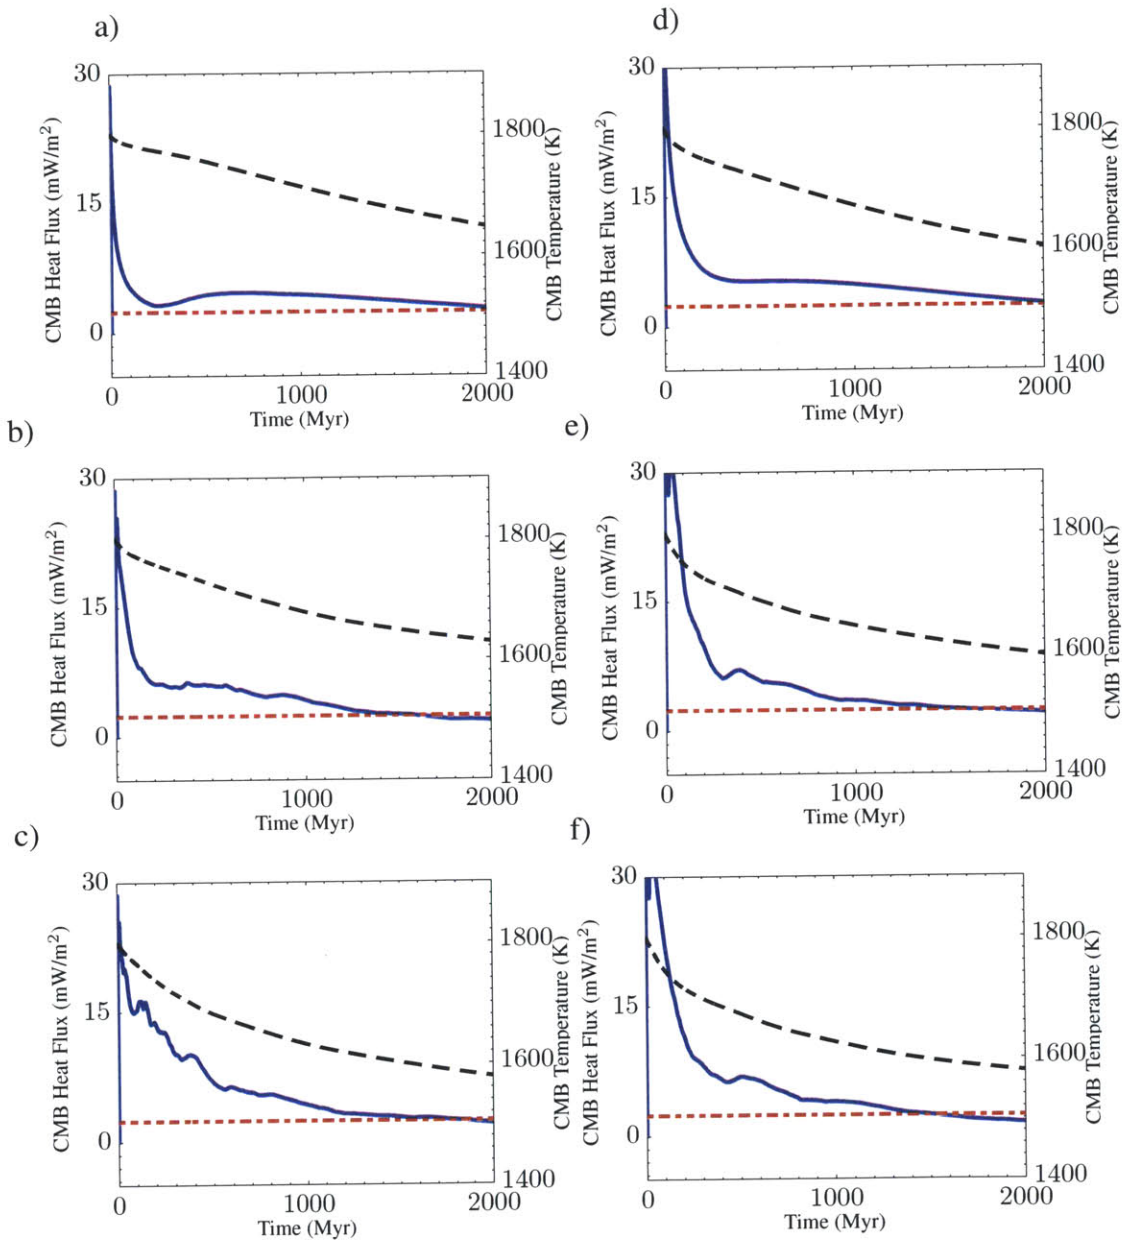 a)
30
15
0
CMB Heat Flux (mW/m²)
1800
1600
1400
CMB Temperature (K)
0 1000 2000
Time (Myr)
d)
30
15
0
CMB Heat Flux (mW/m²)
1800
1600
1400
CMB Temperature (K)
0 1000 2000
Time (Myr)
b)
30
15
0
CMB Heat Flux (mW/m²)
1800
1600
1400
CMB Temperature (K)
0 1000 2000
Time (Myr)
e)
30
15
0
CMB Heat Flux (mW/m²)
1800
1600
1400
CMB Temperature (K)
0 1000 2000
Time (Myr)
c)
30
15
0
CMB Heat Flux (mW/m²)
1800
1600
1400
CMB Temperature (K)
0 1000 2000
Time (Myr)
f)
30
15
0
CMB Heat Flux (mW/m²)
1800
1600
1400
CMB Temperature (K)
0 1000 2000
Time (Myr)